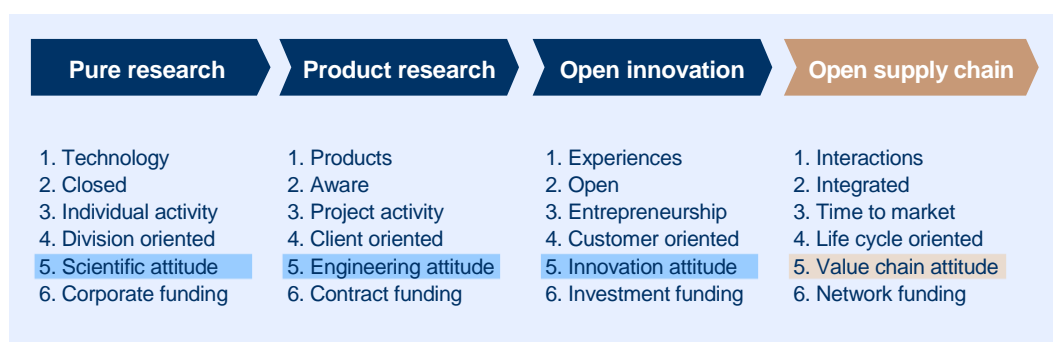 Pure research
Product research
Open innovation
Open supply chain
1. Technology
2. Closed
3. Individual activity
4. Division oriented
5. Scientific attitude
6. Corporate funding
1. Products
2. Aware
3. Project activity
4. Client oriented
5. Engineering attitude
6. Contract funding
1. Experiences
2. Open
3. Entrepreneurship
4. Customer oriented
5. Innovation attitude
6. Investment funding
1. Interactions
2. Integrated
3. Time to market
4. Life cycle oriented
5. Value chain attitude
6. Network funding